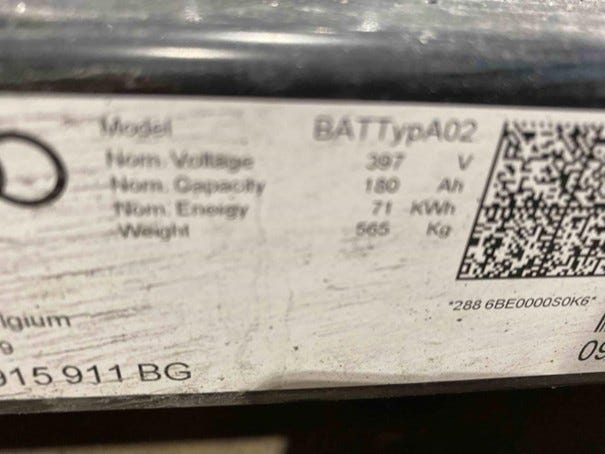 Model BATTypA02
Nom. Voltage 397 V
Nom. Capacity 180 Ah
Nom. Energy 71 KWh
Weight 565 Kg
*288 6BE0000S0K6*
lgium
9
915 911 BG
09